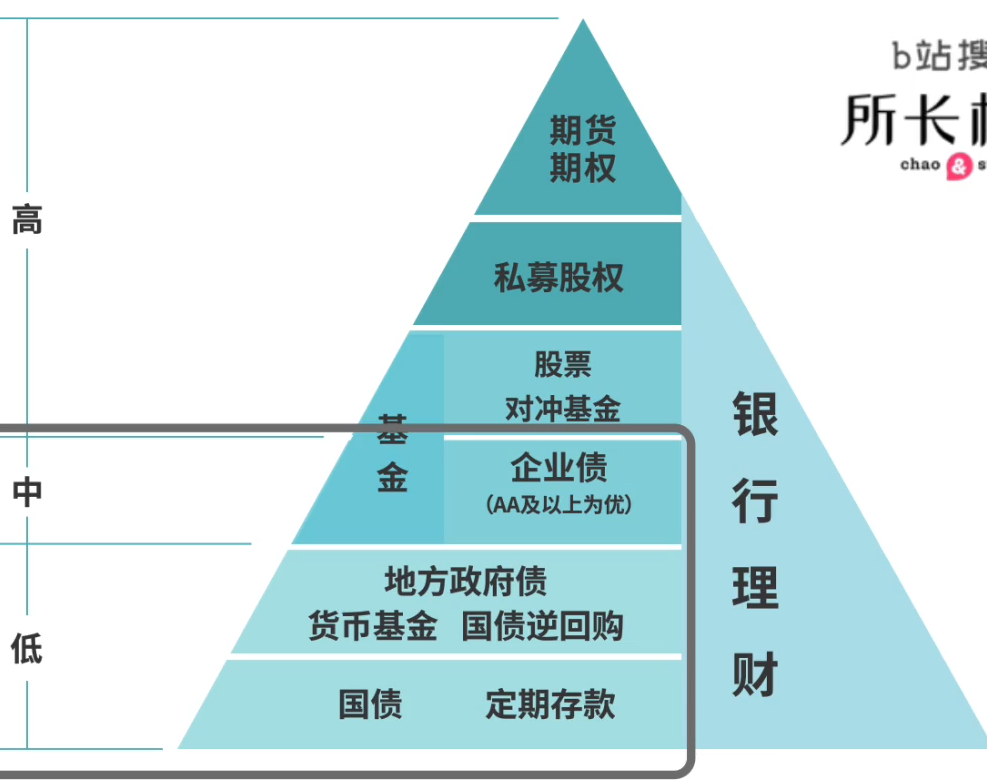 b站搜
所长
chao & s
期货
期权
高
私募股权
股票
对冲基金
基金
中
企业债
（AA及以上为优）
银行理财
地方政府债
货币基金 国债逆回购
低
国债 定期存款